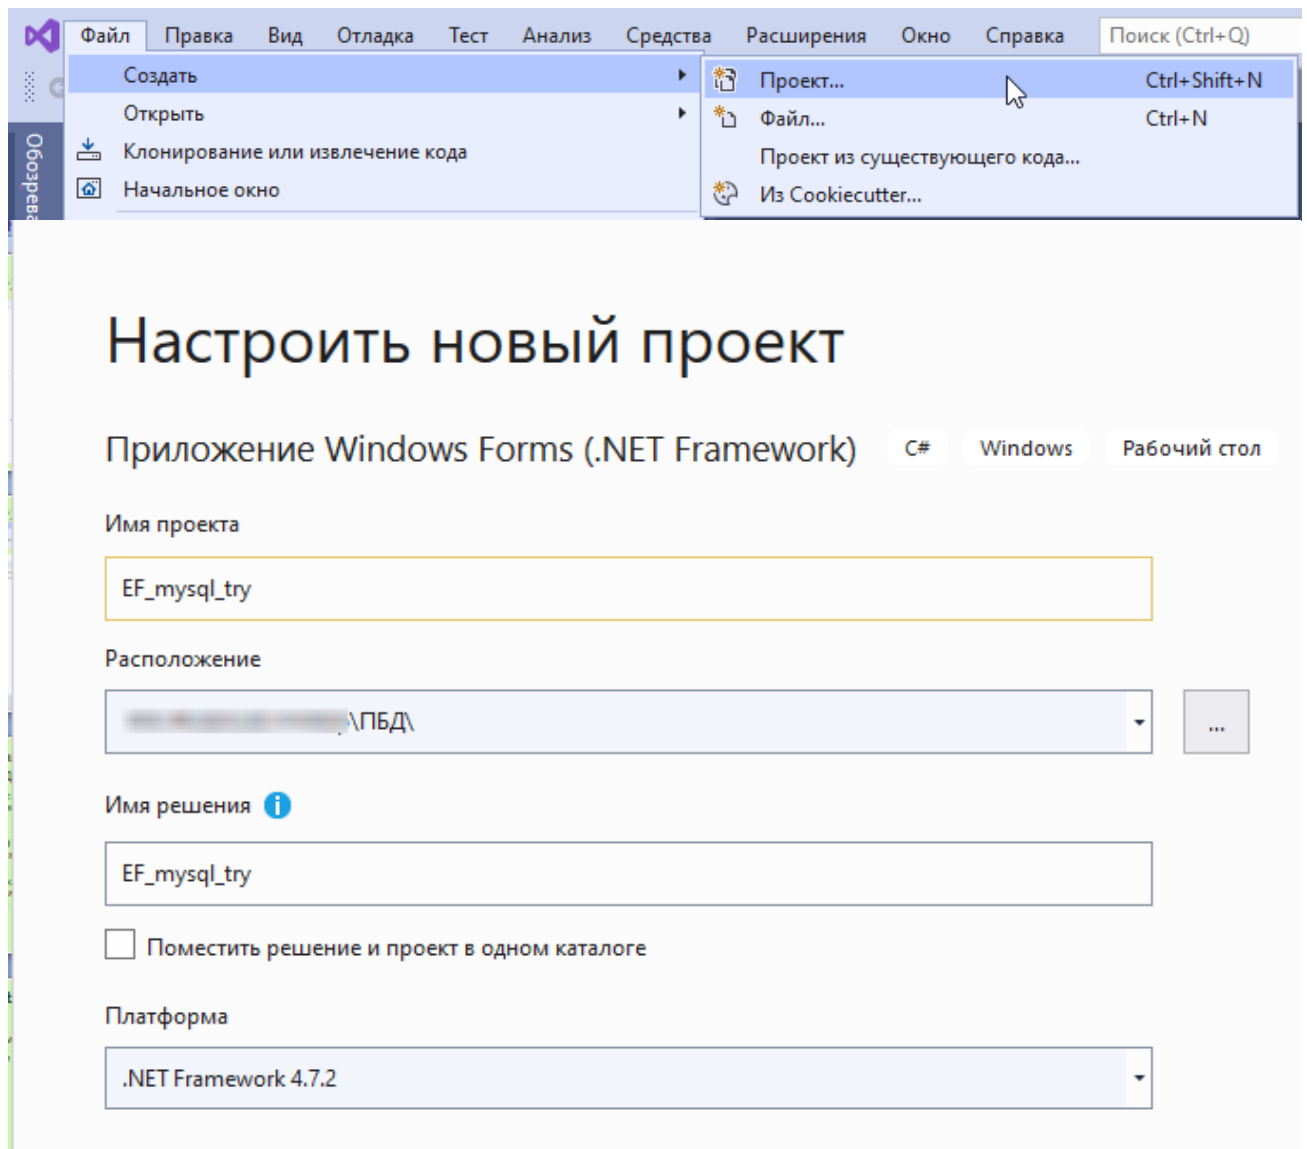 Файл Правка Вид Отладка Тест Анализ Средства Расширения Окно Справка Поиск (Ctrl+Q)
Создать
Проект... Ctrl+Shift+N
Открыть
Файл... Ctrl+N
Клонирование или извлечение кода
Проект из существующего кода...
Начальное окно
Из Cookiecutter...
Настроить новый проект
Приложение Windows Forms (.NET Framework) C# Windows Рабочий стол
Имя проекта
EF_mysql_try
Расположение
\ПБД\
...
Имя решения
EF_mysql_try
Поместить решение и проект в одном каталоге
Платформа
.NET Framework 4.7.2